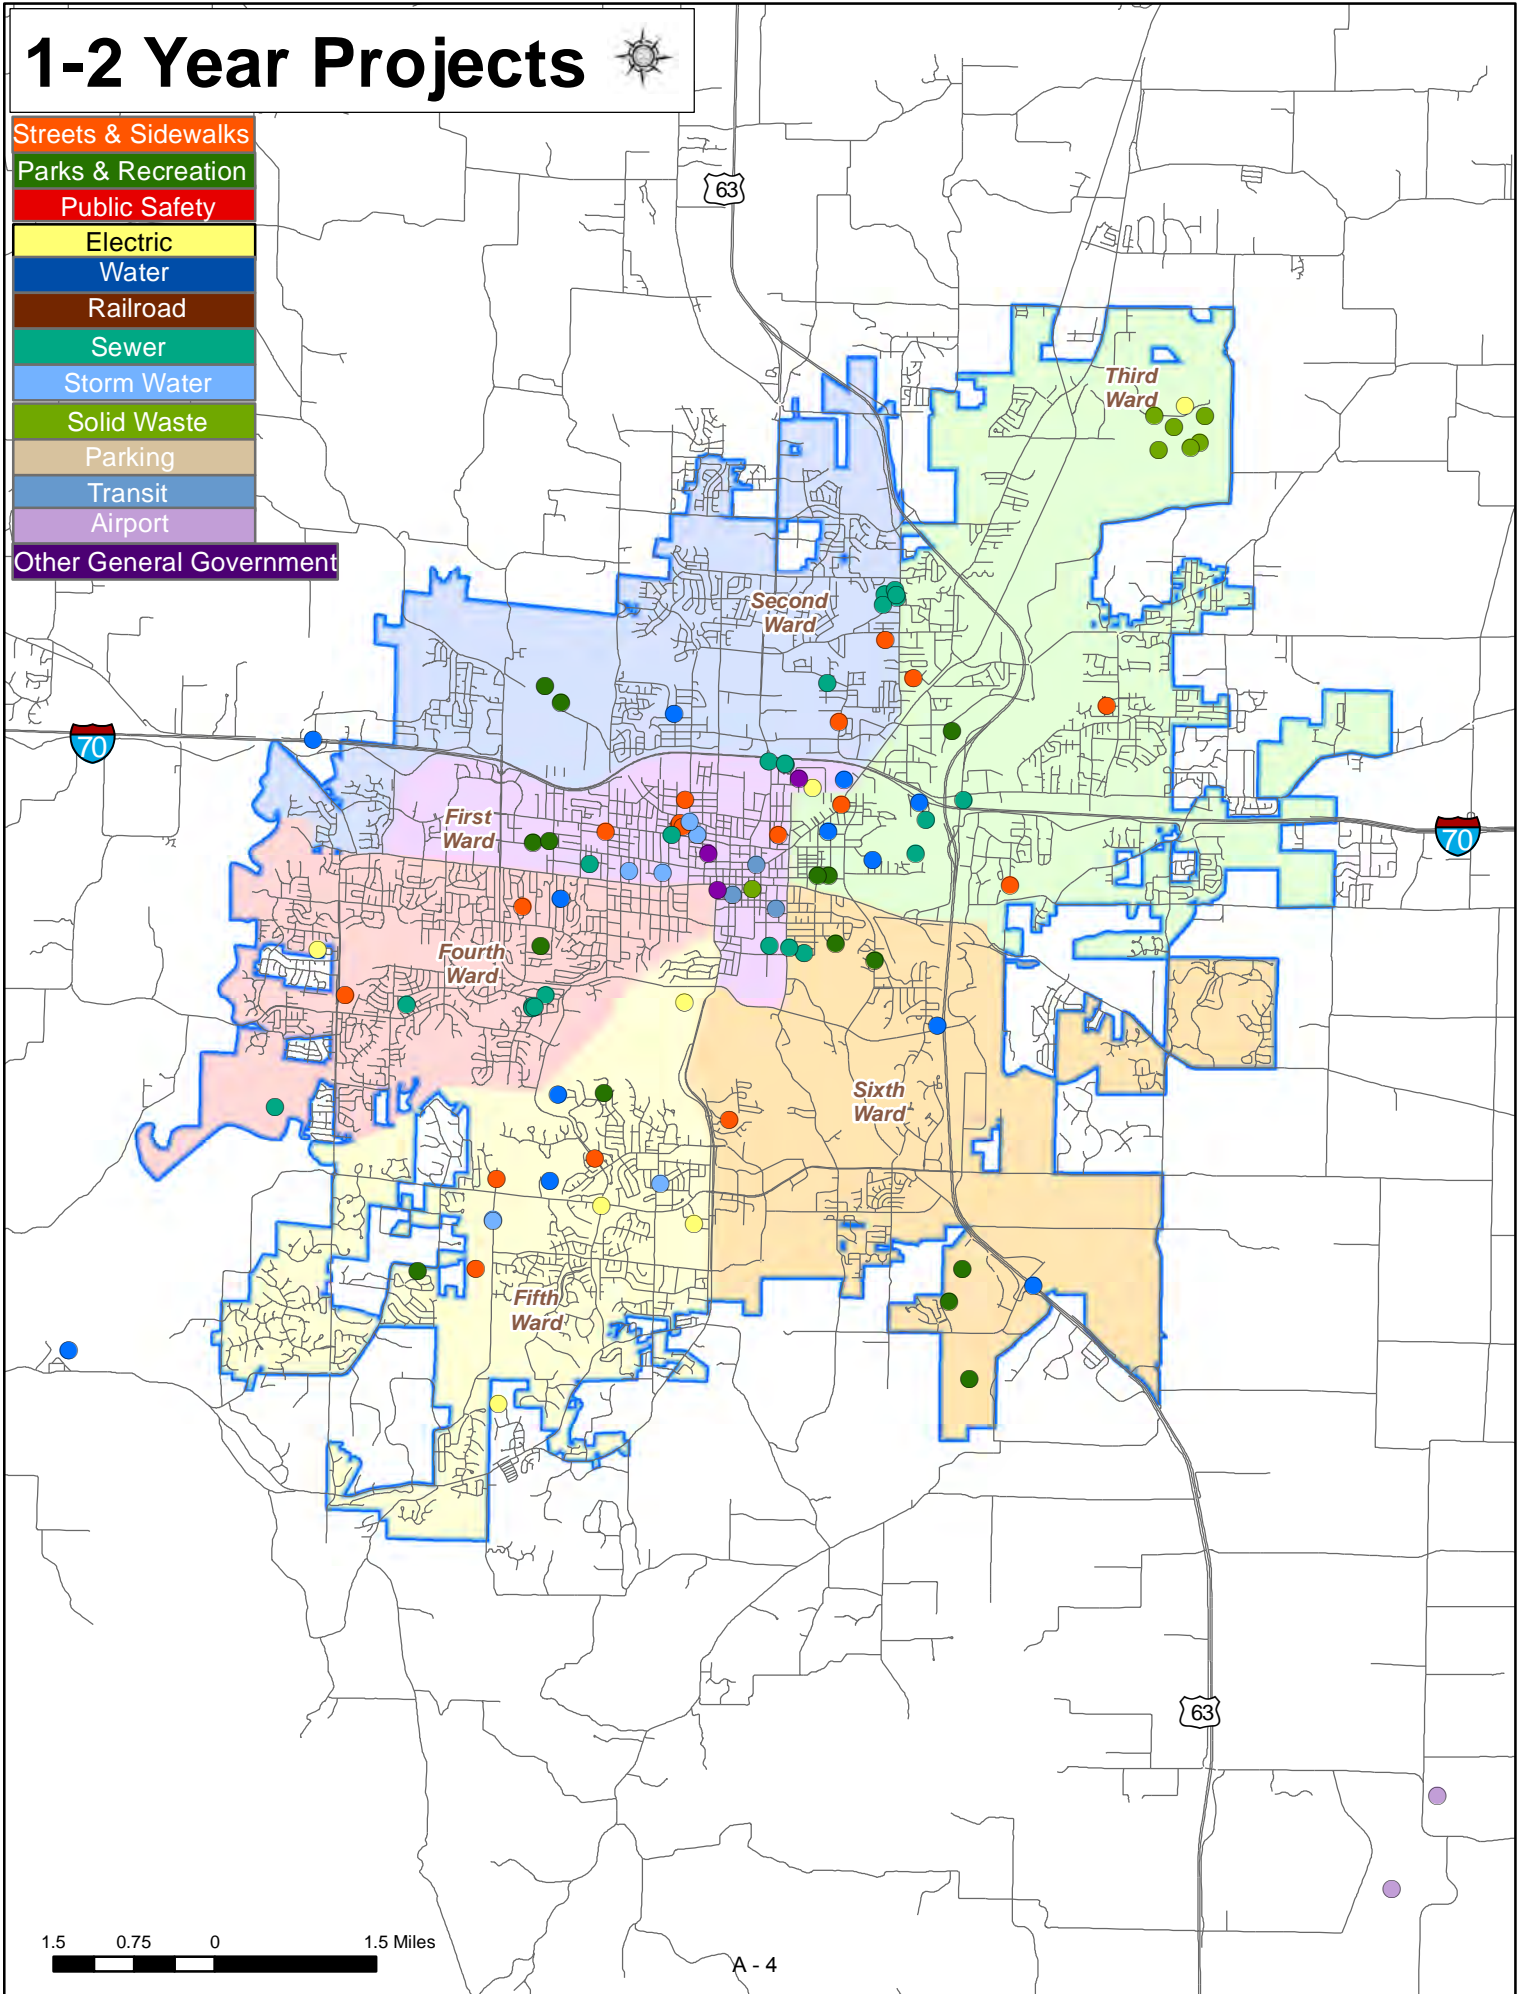 1-2 Year Projects
Streets & Sidewalks
Parks & Recreation
Public Safety
Electric
Water
Railroad
Sewer
Storm Water
Solid Waste
Parking
Transit
Airport
Other General Government
63
Third
Ward
Second
Ward
70
First
Ward
70
Fourth
Ward
Sixth
Ward
Fifth
Ward
63
1.5 0.75 0 1.5 Miles
A - 4